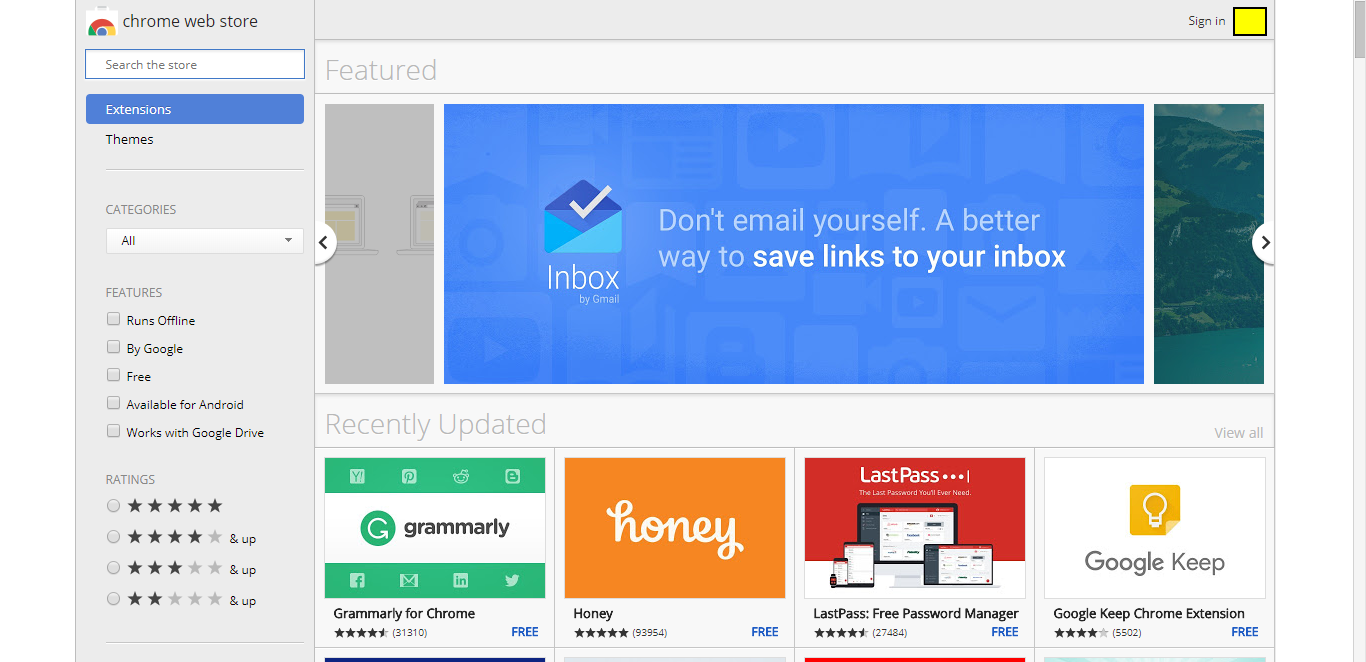 chrome web store
Sign in
Search the store
Extensions
Themes
CATEGORIES
All
FEATURES
Runs Offline
By Google
Free
Available for Android
Works with Google Drive
RATINGS
& up
& up
& up
Featured
Inbox
by Gmail
Don't email yourself. A better
way to save links to your inbox
Recently Updated
View all
grammarly
Grammarly for Chrome
(31310)
FREE
honey
Honey
(93954)
FREE
LastPass•••|
The Last Password You'll Ever Need.
LastPass: Free Password Manager
(27484)
FREE
Google Keep
Google Keep Chrome Extension
(5502)
FREE